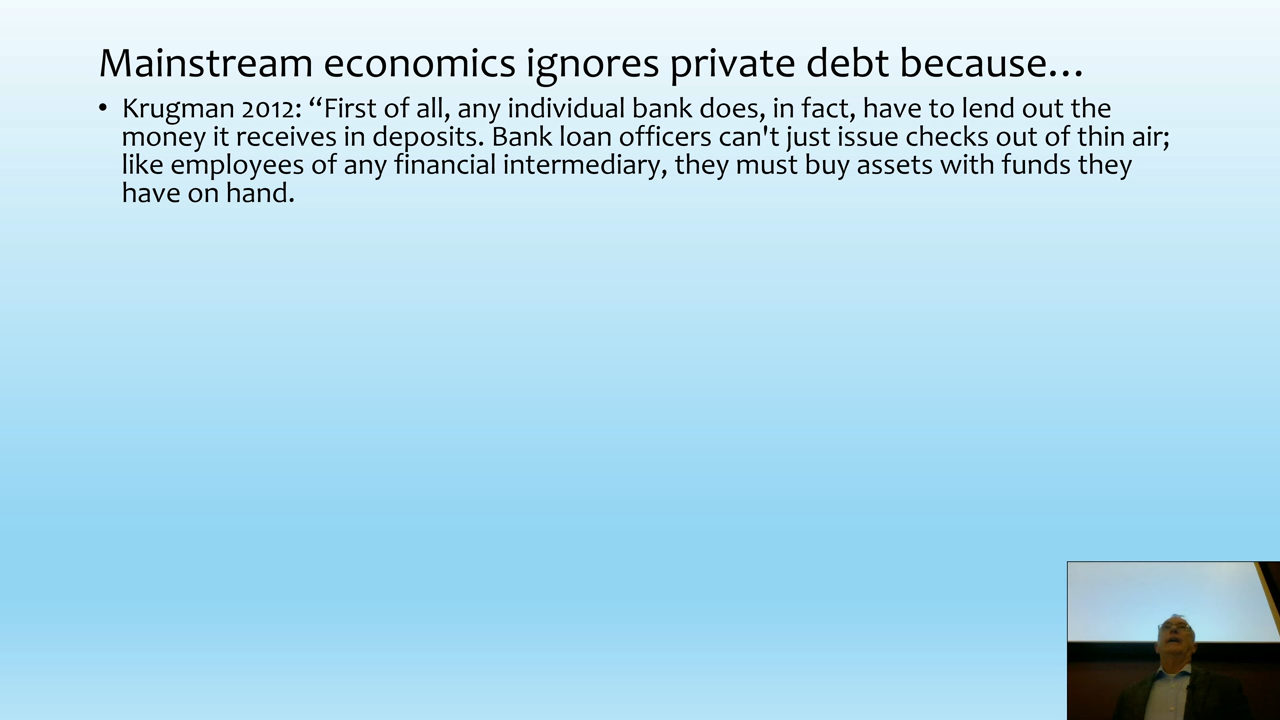 Mainstream economics ignores private debt because…
• Krugman 2012: “First of all, any individual bank does, in fact, have to lend out the
money it receives in deposits. Bank loan officers can't just issue checks out of thin air;
like employees of any financial intermediary, they must buy assets with funds they
have on hand.